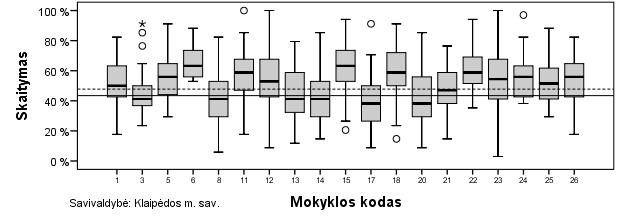 100 %
80 %
60 %
40 %
20 %
0 %
Skaitymas
1 3 5 6 8 11 12 13 14 15 17 18 20 21 22 23 24 25 26
Savivaldybė: Klaipėdos m. sav.
Mokyklos kodas